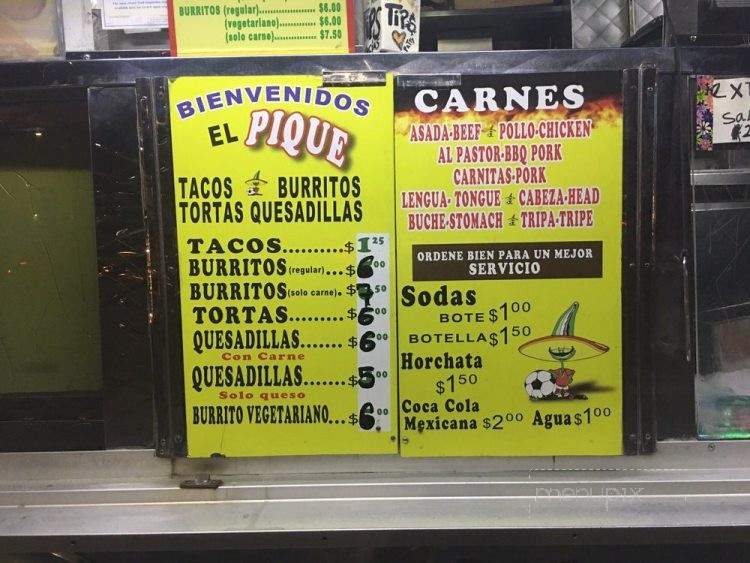 BURRITOS (regular)............... $6.00
(vegetariano)........ $6.00
(solo carne)........... $7.50
TIPS
BIENVENIDOS
EL PIQUE
TACOS BURRITOS
TORTAS QUESADILLAS
TACOS..........$1 25
BURRITOS (regular)...$6 00
BURRITOS (solo carne). $7 50
TORTAS..........$6 00
QUESADILLAS.......$6 00
Con Carne
QUESADILLAS.......$5 00
Solo queso
BURRITO VEGETARIANO...$6 00
CARNES
ASADA-BEEF POLLO-CHICKEN
AL PASTOR-BBQ PORK
CARNITAS-PORK
LENGUA- TONGUE CABEZA-HEAD
BUCHE-STOMACH TRIPA-TRIPE
ORDENE BIEN PARA UN MEJOR
SERVICIO
Sodas
BOTE $1 00
BOTELLA $1 50
Horchata
$1 50
Coca Cola
Mexicana $2 00 Agua $1 00
menupix